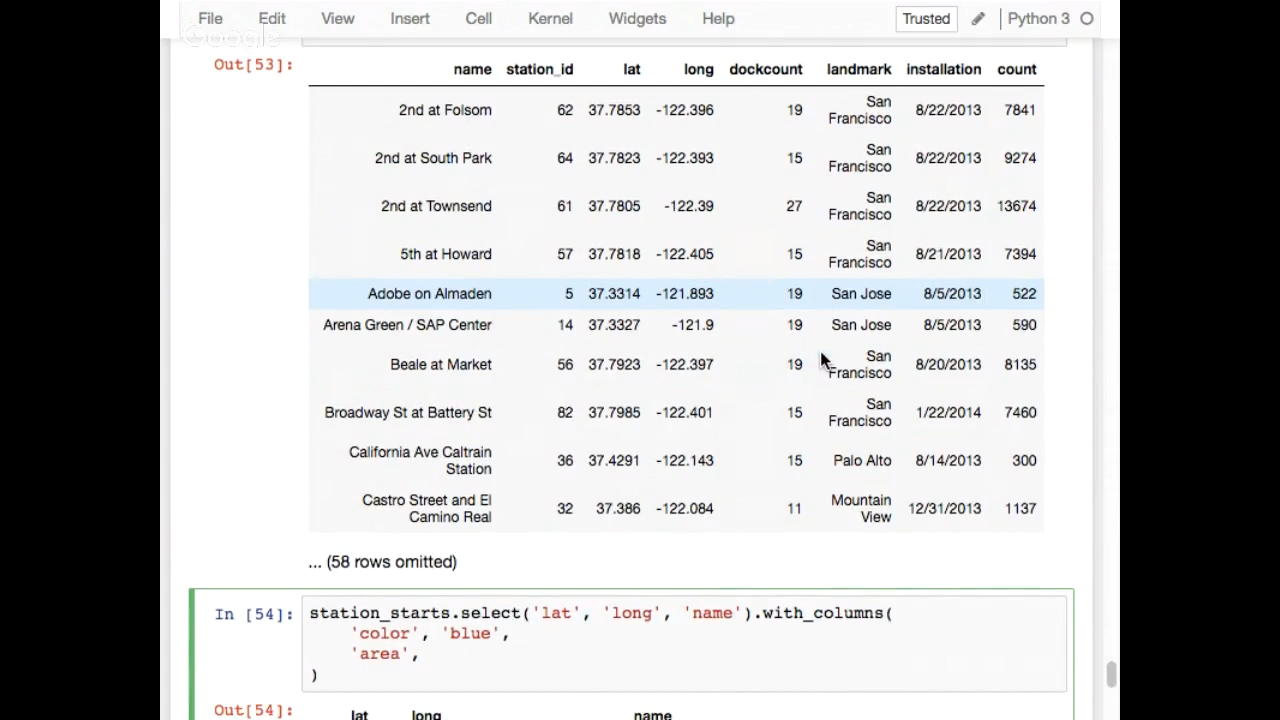 File Edit View Insert Cell Kernel Widgets Help Trusted Python 3
Google
Out[53]:
name station_id lat long dockcount landmark installation count
2nd at Folsom 62 37.7853 -122.396 19 San Francisco 8/22/2013 7841
2nd at South Park 64 37.7823 -122.393 15 San Francisco 8/22/2013 9274
2nd at Townsend 61 37.7805 -122.39 27 San Francisco 8/22/2013 13674
5th at Howard 57 37.7818 -122.405 15 San Francisco 8/21/2013 7394
Adobe on Almaden 5 37.3314 -121.893 19 San Jose 8/5/2013 522
Arena Green / SAP Center 14 37.3327 -121.9 19 San Jose 8/5/2013 590
Beale at Market 56 37.7923 -122.397 19 San Francisco 8/20/2013 8135
Broadway St at Battery St 82 37.7985 -122.401 15 San Francisco 1/22/2014 7460
California Ave Caltrain Station 36 37.4291 -122.143 15 Palo Alto 8/14/2013 300
Castro Street and El Camino Real 32 37.386 -122.084 11 Mountain View 12/31/2013 1137
... (58 rows omitted)
In [54]: station_starts.select('lat', 'long', 'name').with_columns(
'color', 'blue',
'area',
)
Out[54]:
lat long name